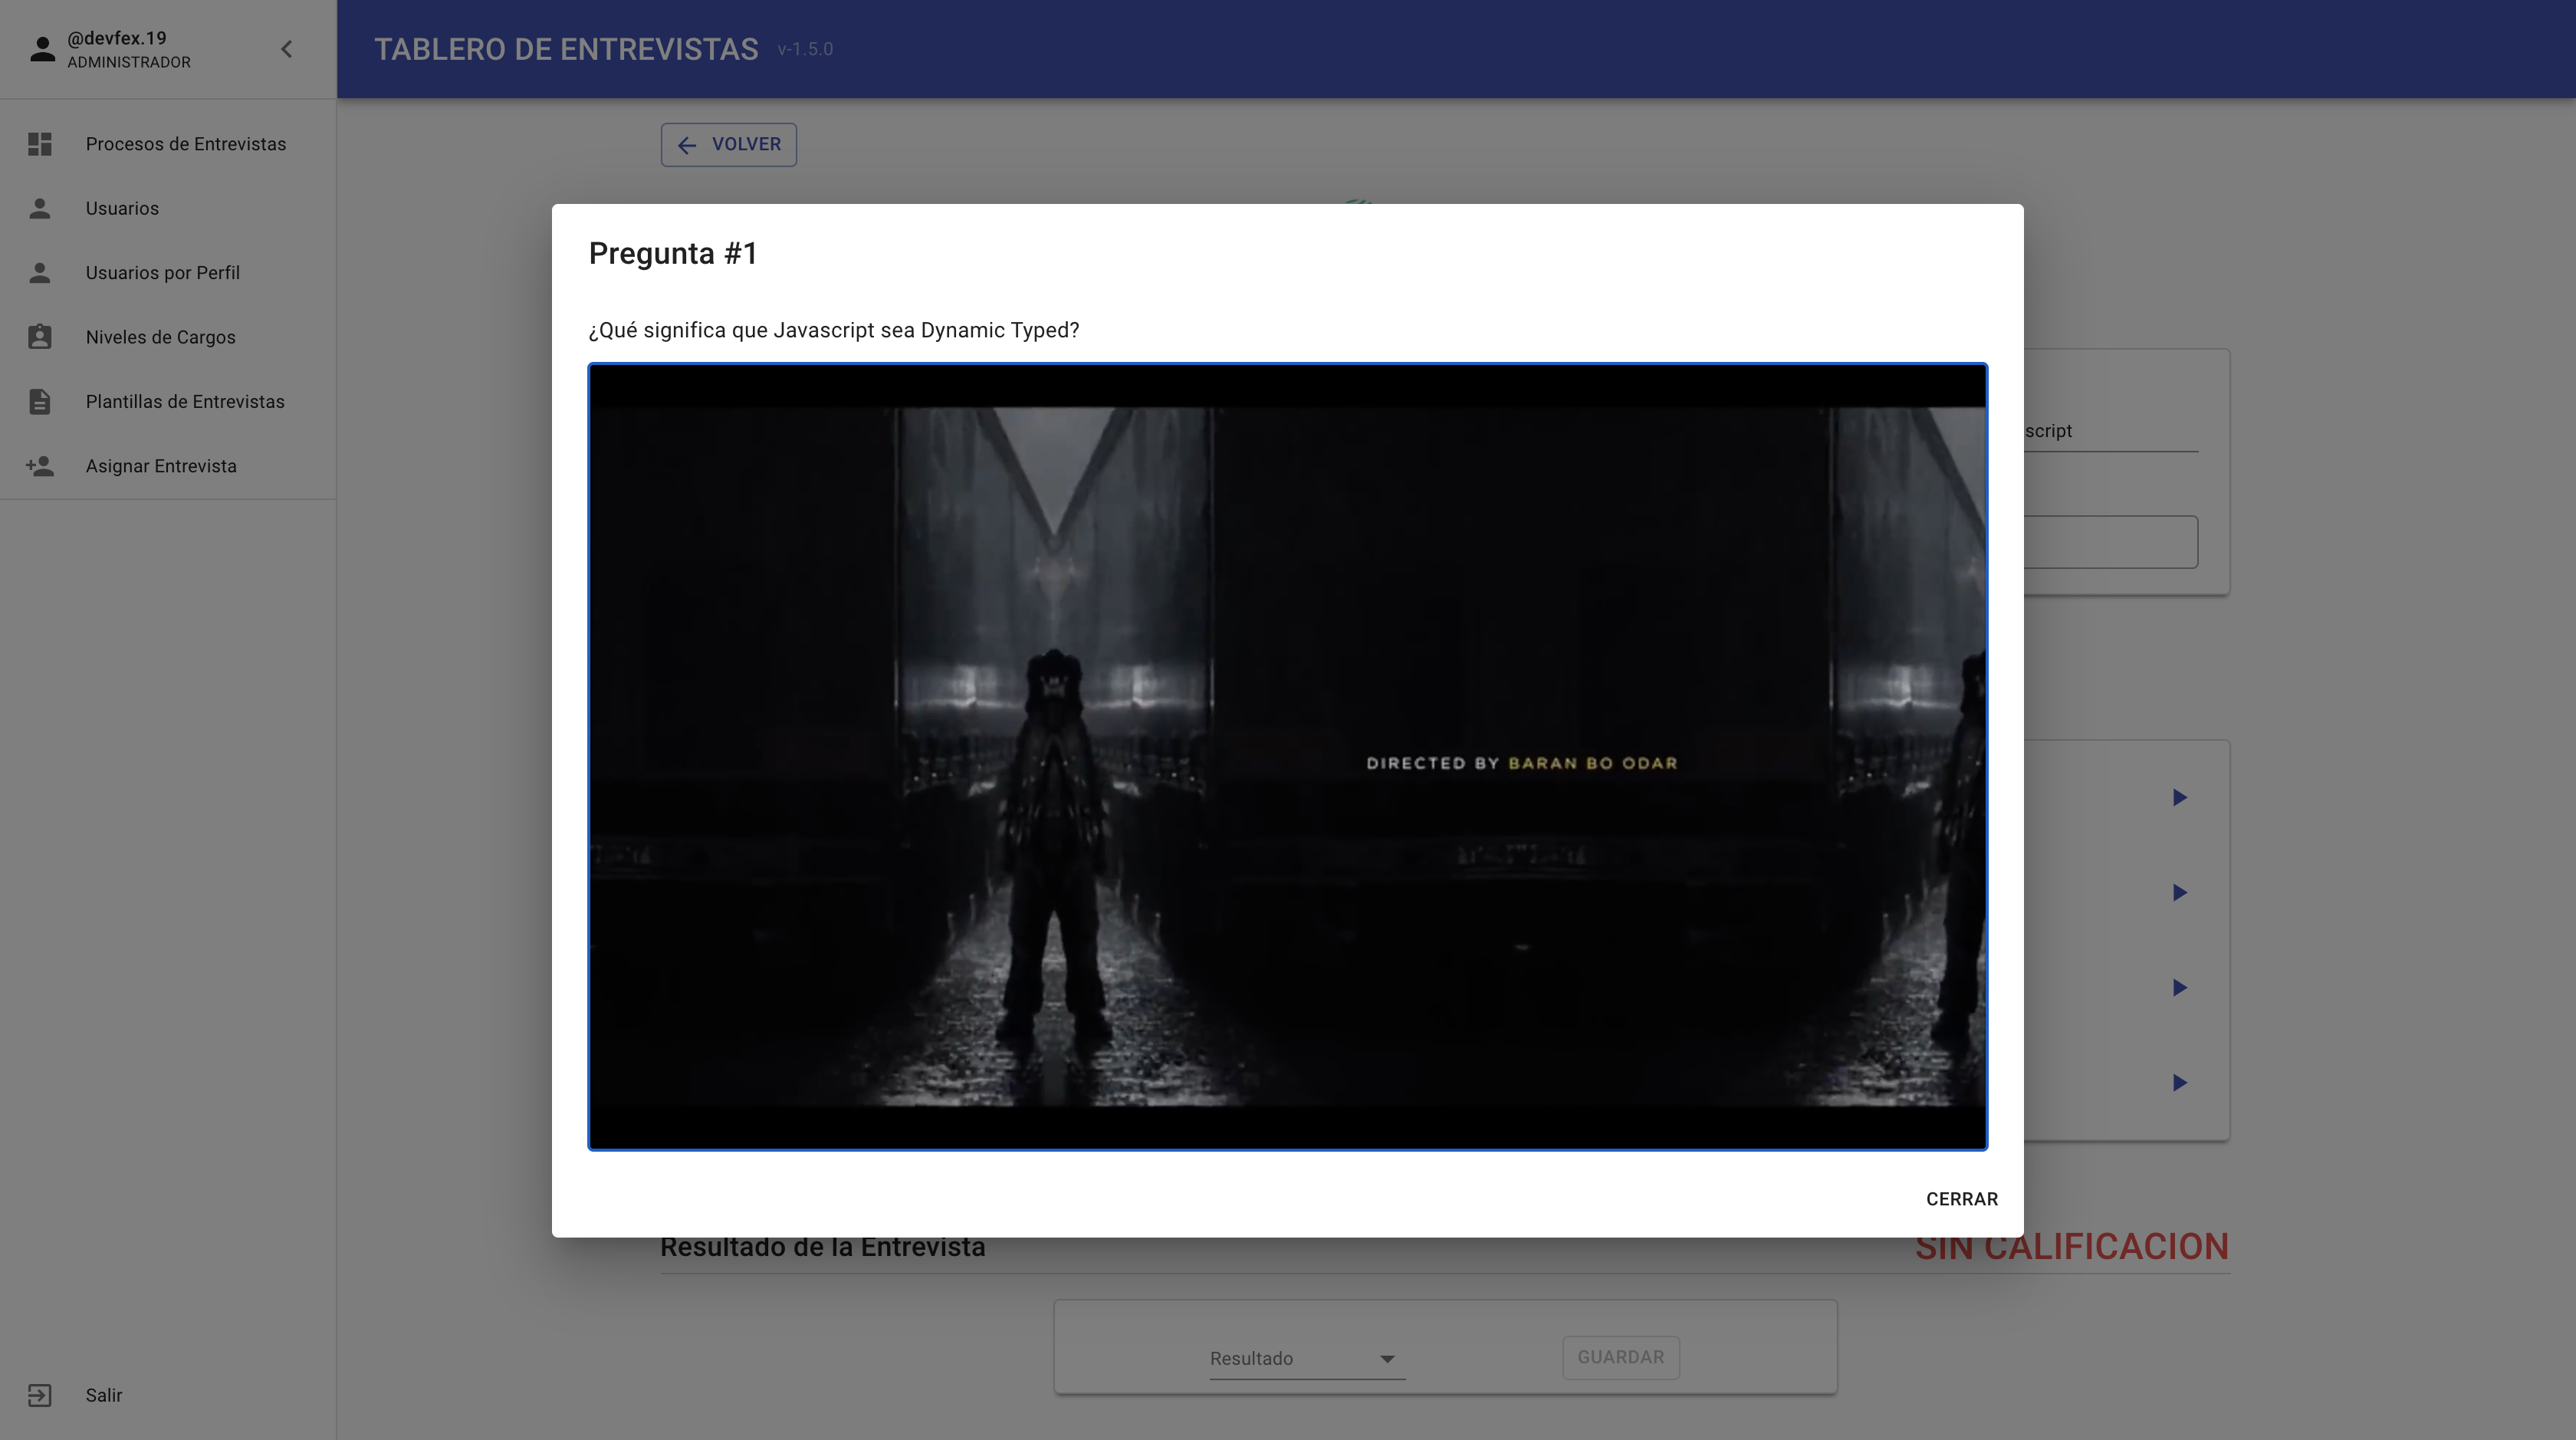 @devfex.19
ADMINISTRADOR
TABLERO DE ENTREVISTAS v-1.5.0
Procesos de Entrevistas
Usuarios
Usuarios por Perfil
Niveles de Cargos
Plantillas de Entrevistas
Asignar Entrevista
Salir
VOLVER
Pregunta #1
¿Qué significa que Javascript sea Dynamic Typed?
script
DIRECTED BY BARAN BO ODAR
CERRAR
Resultado de la Entrevista
SIN CALIFICACION
Resultado
GUARDAR